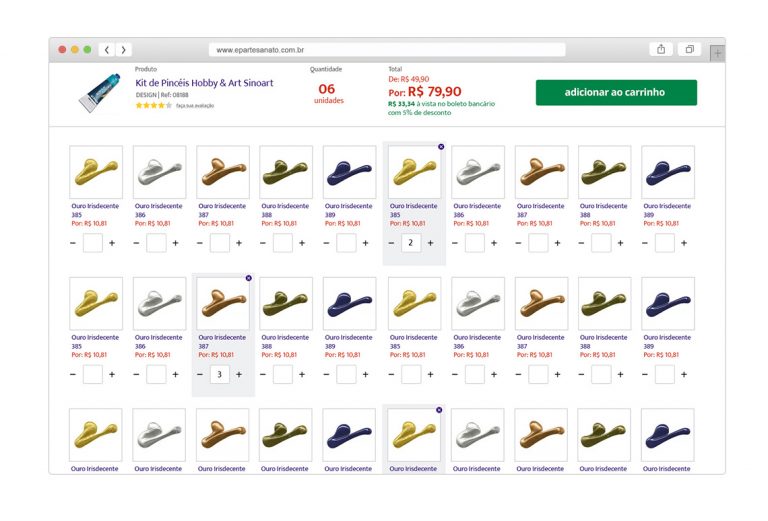 www.epartesanato.com.br
Produto
Kit de Pincéis Hobby & Art Sinoart
DESIGN | Ref: 08188
faça sua avaliação
Quantidade
06
unidades
Total
De: R$ 49,90
Por: R$ 79,90
R$ 33,34 à vista no boleto bancário
com 5% de desconto
adicionar ao carrinho
Ouro Irisdecente Ouro Irisdecente Ouro Irisdecente Ouro Irisdecente Ouro Irisdecente Ouro Irisdecente Ouro Irisdecente Ouro Irisdecente Ouro Irisdecente Ouro Irisdecente
385 386 387 388 389 385 386 387 388 389
Por: R$ 10,81 Por: R$ 10,81 Por: R$ 10,81 Por: R$ 10,81 Por: R$ 10,81 Por: R$ 10,81 Por: R$ 10,81 Por: R$ 10,81 Por: R$ 10,81 Por: R$ 10,81
− + − + − + − + − + − 2 + − + − + − + − +
Ouro Irisdecente Ouro Irisdecente Ouro Irisdecente Ouro Irisdecente Ouro Irisdecente Ouro Irisdecente Ouro Irisdecente Ouro Irisdecente Ouro Irisdecente Ouro Irisdecente
385 386 387 388 389 385 386 387 388 389
Por: R$ 10,81 Por: R$ 10,81 Por: R$ 10,81 Por: R$ 10,81 Por: R$ 10,81 Por: R$ 10,81 Por: R$ 10,81 Por: R$ 10,81 Por: R$ 10,81 Por: R$ 10,81
− + − + − 3 + − + − + − + − + − + − + − +
Ouro Irisdecente Ouro Irisdecente Ouro Irisdecente Ouro Irisdecente Ouro Irisdecente Ouro Irisdecente Ouro Irisdecente Ouro Irisdecente Ouro Irisdecente Ouro Irisdecente